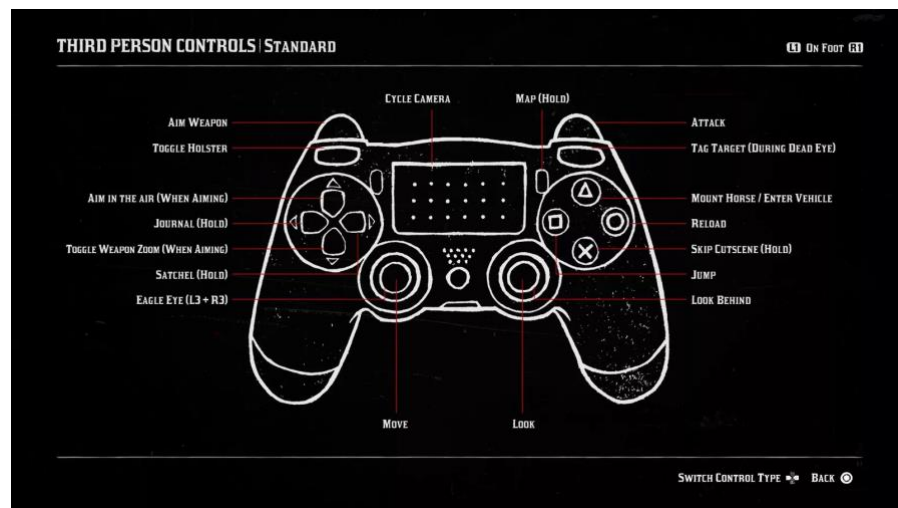 THIRD PERSON CONTROLS | STANDARD
L1 ON FOOT R1
CYCLE CAMERA
MAP (HOLD)
AIM WEAPON
ATTACK
TOGGLE HOLSTER
TAG TARGET (DURING DEAD EYE)
AIM IN THE AIR (WHEN AIMING)
MOUNT HORSE / ENTER VEHICLE
JOURNAL (HOLD)
RELOAD
TOGGLE WEAPON ZOOM (WHEN AIMING)
SKIP CUTSCENE (HOLD)
SATCHEL (HOLD)
JUMP
EAGLE EYE (L3 + R3)
LOOK BEHIND
MOVE
LOOK
SWITCH CONTROL TYPE
BACK